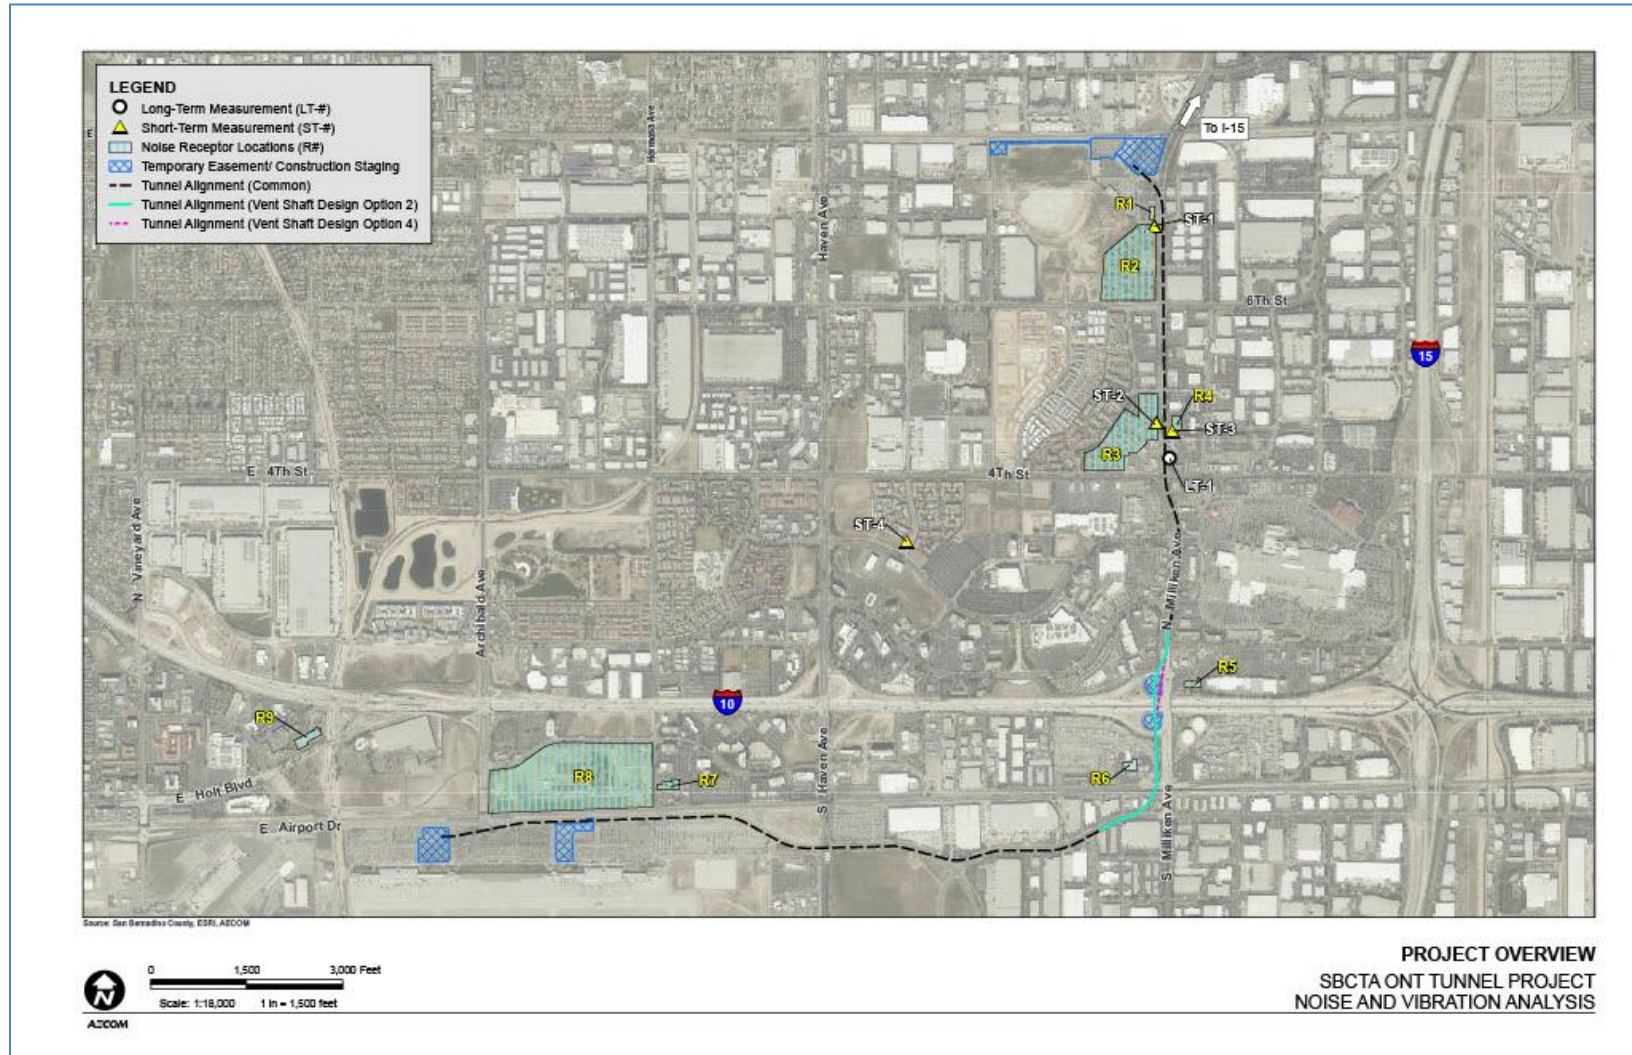 LEGEND
Long-Term Measurement (LT-#)
Short-Term Measurement (ST-#)
Noise Receptor Locations (R#)
Temporary Easement/ Construction Staging
Tunnel Alignment (Common)
Tunnel Alignment (Vent Shaft Design Option 2)
Tunnel Alignment (Vent Shaft Design Option 4)
E
Hermosa Ave
Haven Ave
To I-15
R1
ST-1
R2
6Th St
15
ST-2
R4
ST-3
R3
E 4Th St
4Th St
LT-1
ST-4
N Vineyard Ave
Archibald Ave
N Milliken Ave
R5
10
R9
S Haven Ave
R8
R7
R6
E Holt Blvd
E Airport Dr
S Milliken Ave
Source: San Bernadino County, ESRI, AECOM
PROJECT OVERVIEW
SBCTA ONT TUNNEL PROJECT
NOISE AND VIBRATION ANALYSIS
0 1,500 3,000 Feet
Scale: 1:18,000 1 in = 1,500 feet
N
AECOM